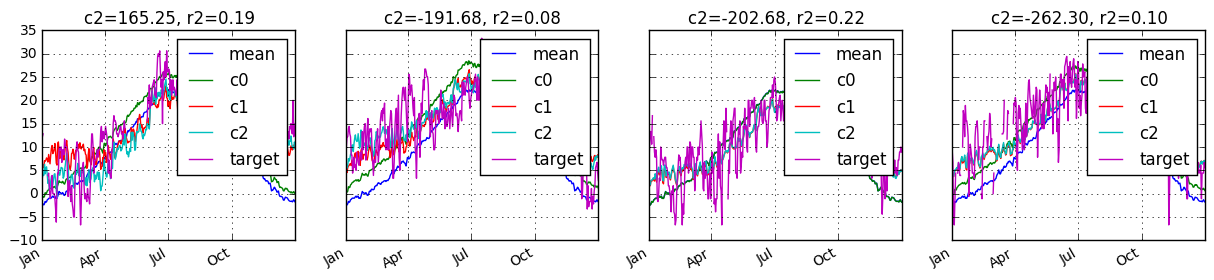 c2=165.25, r2=0.19
c2=-191.68, r2=0.08
c2=-202.68, r2=0.22
c2=-262.30, r2=0.10
35
30
25
20
15
10
5
0
−5
−10
mean
c0
c1
c2
target
mean
c0
c1
c2
target
mean
c0
c1
c2
target
mean
c0
c1
c2
target
Jan Apr Jul Oct
Jan Apr Jul Oct
Jan Apr Jul Oct
Jan Apr Jul Oct